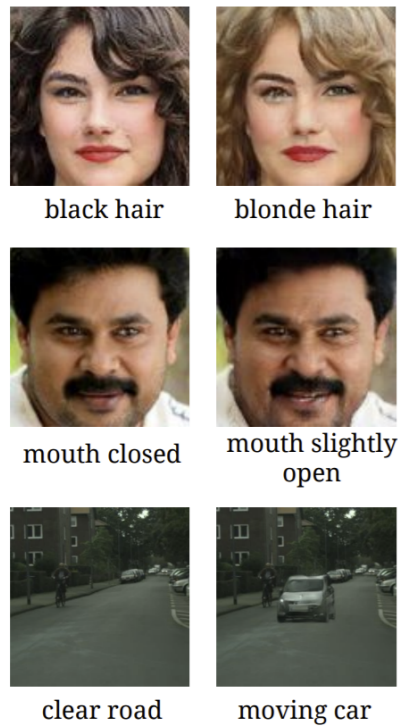 black hair
blonde hair
mouth closed
mouth slightly
open
clear road
moving car